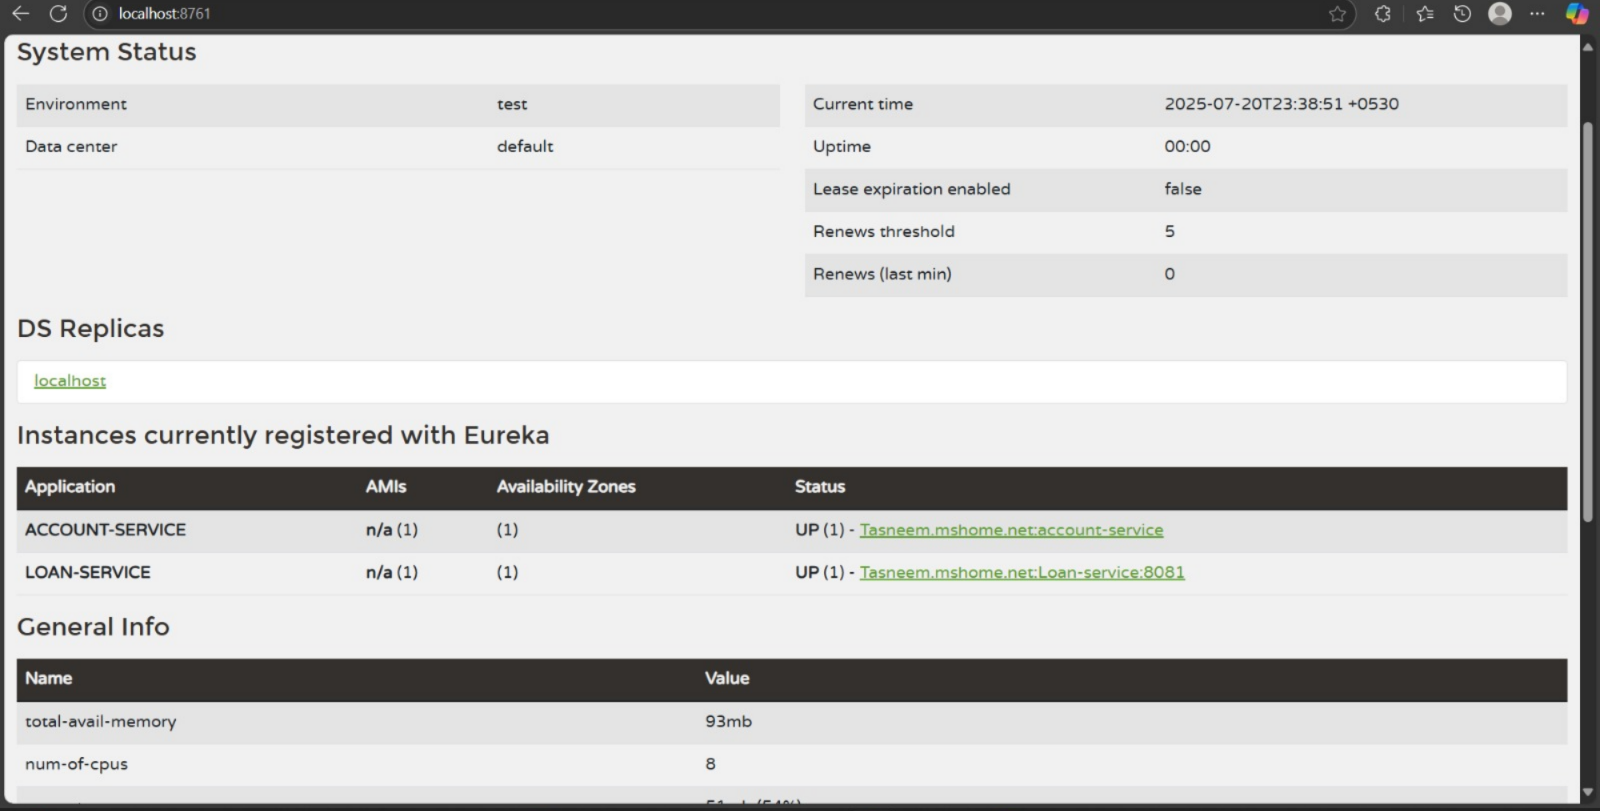 localhost:8761
System Status
Environment test
Data center default
Current time 2025-07-20T23:38:51 +0530
Uptime 00:00
Lease expiration enabled false
Renews threshold 5
Renews (last min) 0
DS Replicas
localhost
Instances currently registered with Eureka
Application AMIs Availability Zones Status
ACCOUNT-SERVICE n/a (1) (1) UP (1) - Tasneem.mshome.net:account-service
LOAN-SERVICE n/a (1) (1) UP (1) - Tasneem.mshome.net:Loan-service:8081
General Info
Name Value
total-avail-memory 93mb
num-of-cpus 8